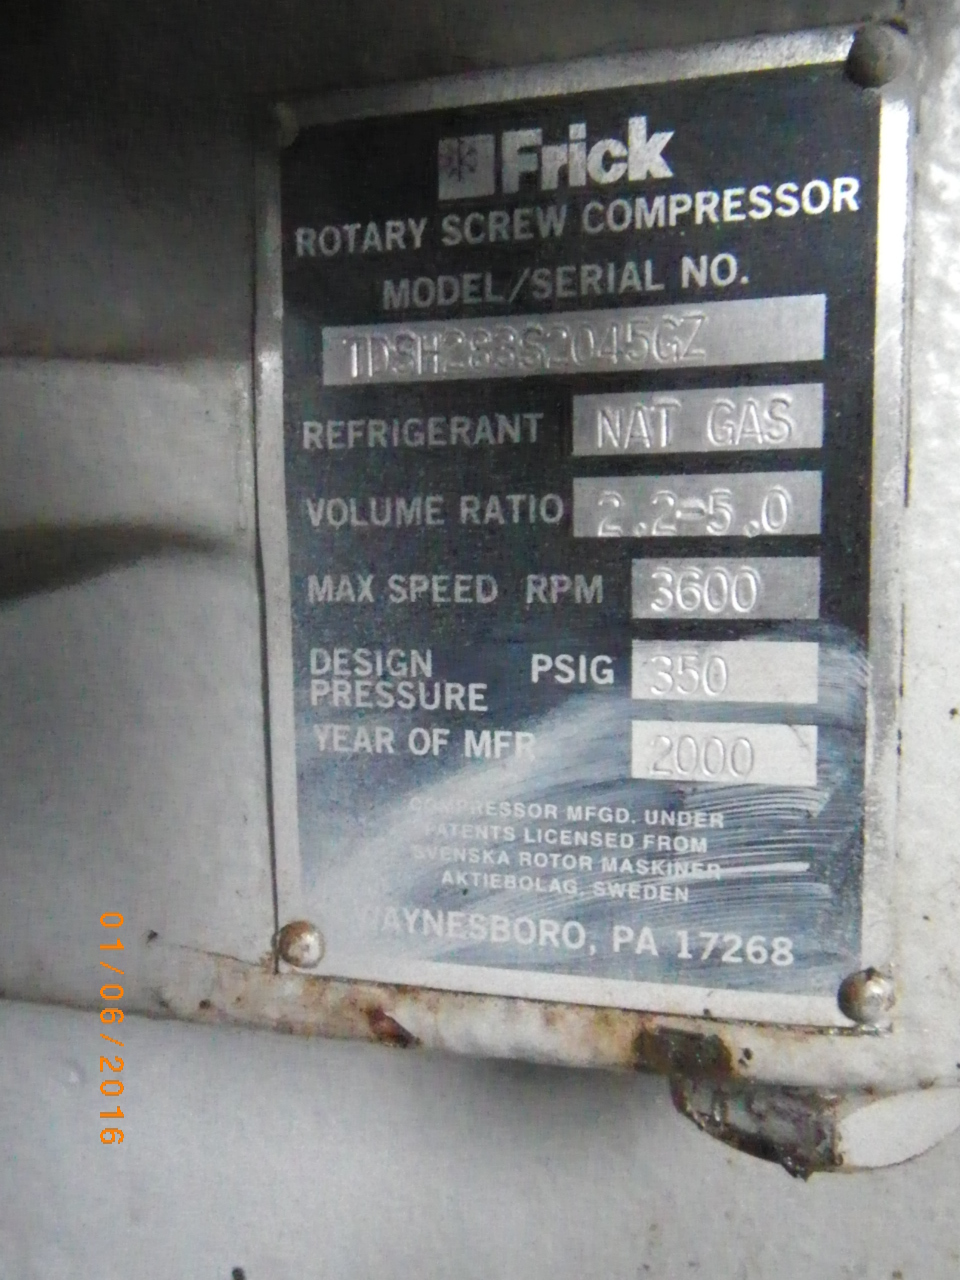 Frick
ROTARY SCREW COMPRESSOR
MODEL/SERIAL NO.
TDSH283S2045GZ
REFRIGERANT NAT GAS
VOLUME RATIO 2.2-5.0
MAX SPEED RPM 3600
DESIGN PRESSURE PSIG 350
YEAR OF MFR 2000
COMPRESSOR MFGD. UNDER
PATENTS LICENSED FROM
SVENSKA ROTOR MASKINER
AKTIEBOLAG, SWEDEN
WAYNESBORO, PA 17268
01/06/2016